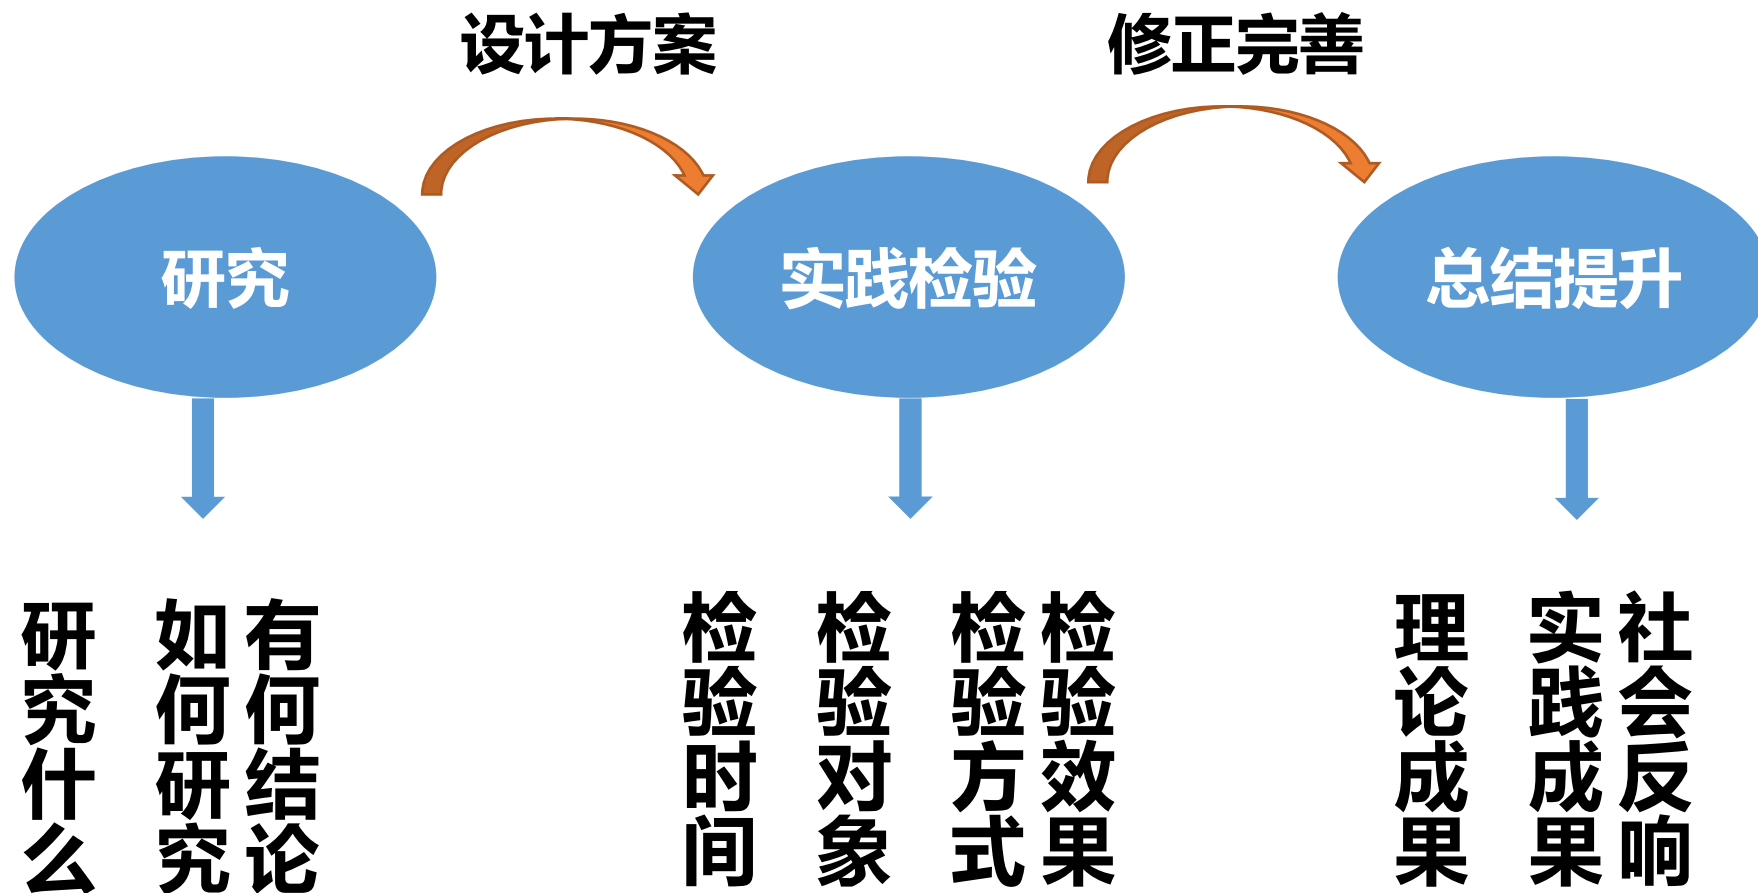 设计方案
修正完善
研究
实践检验
总结提升
研究什么
如何研究
有何结论
检验时间
检验对象
检验方式
检验效果
理论成果
实践成果
社会反响